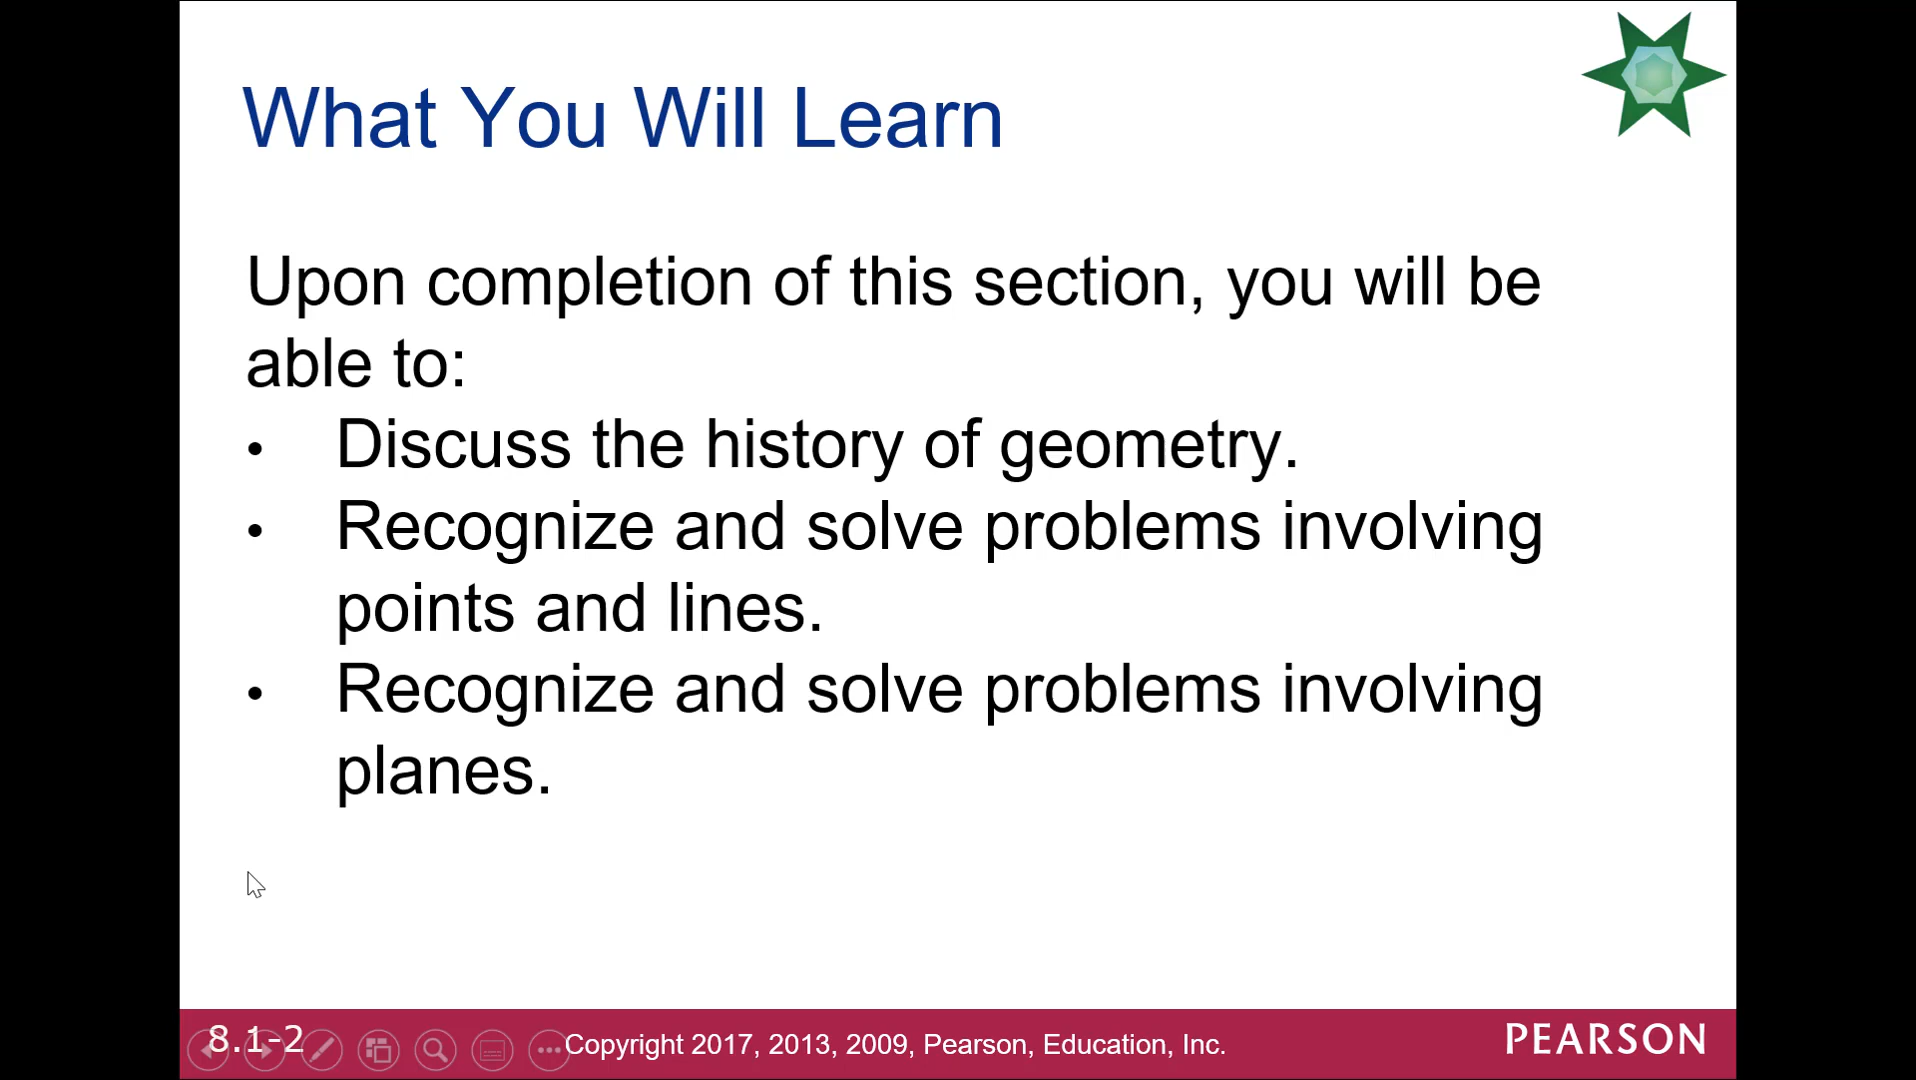 What You Will Learn
Upon completion of this section, you will be
able to:
• Discuss the history of geometry.
• Recognize and solve problems involving
points and lines.
• Recognize and solve problems involving
planes.
8.1-2
Copyright 2017, 2013, 2009, Pearson, Education, Inc.
PEARSON